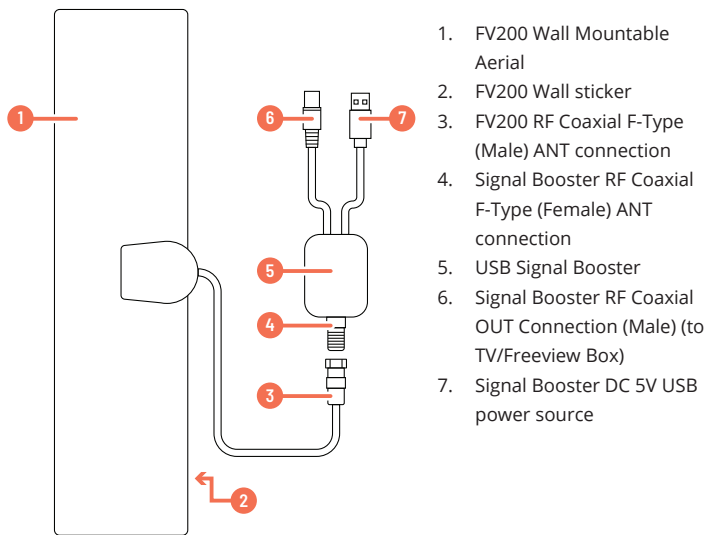 1. FV200 Wall Mountable
Aerial
2. FV200 Wall sticker
3. FV200 RF Coaxial F-Type
(Male) ANT connection
4. Signal Booster RF Coaxial
F-Type (Female) ANT
connection
5. USB Signal Booster
6. Signal Booster RF Coaxial
OUT Connection (Male) (to
TV/Freeview Box)
7. Signal Booster DC 5V USB
power source
1
6
7
5
4
3
2